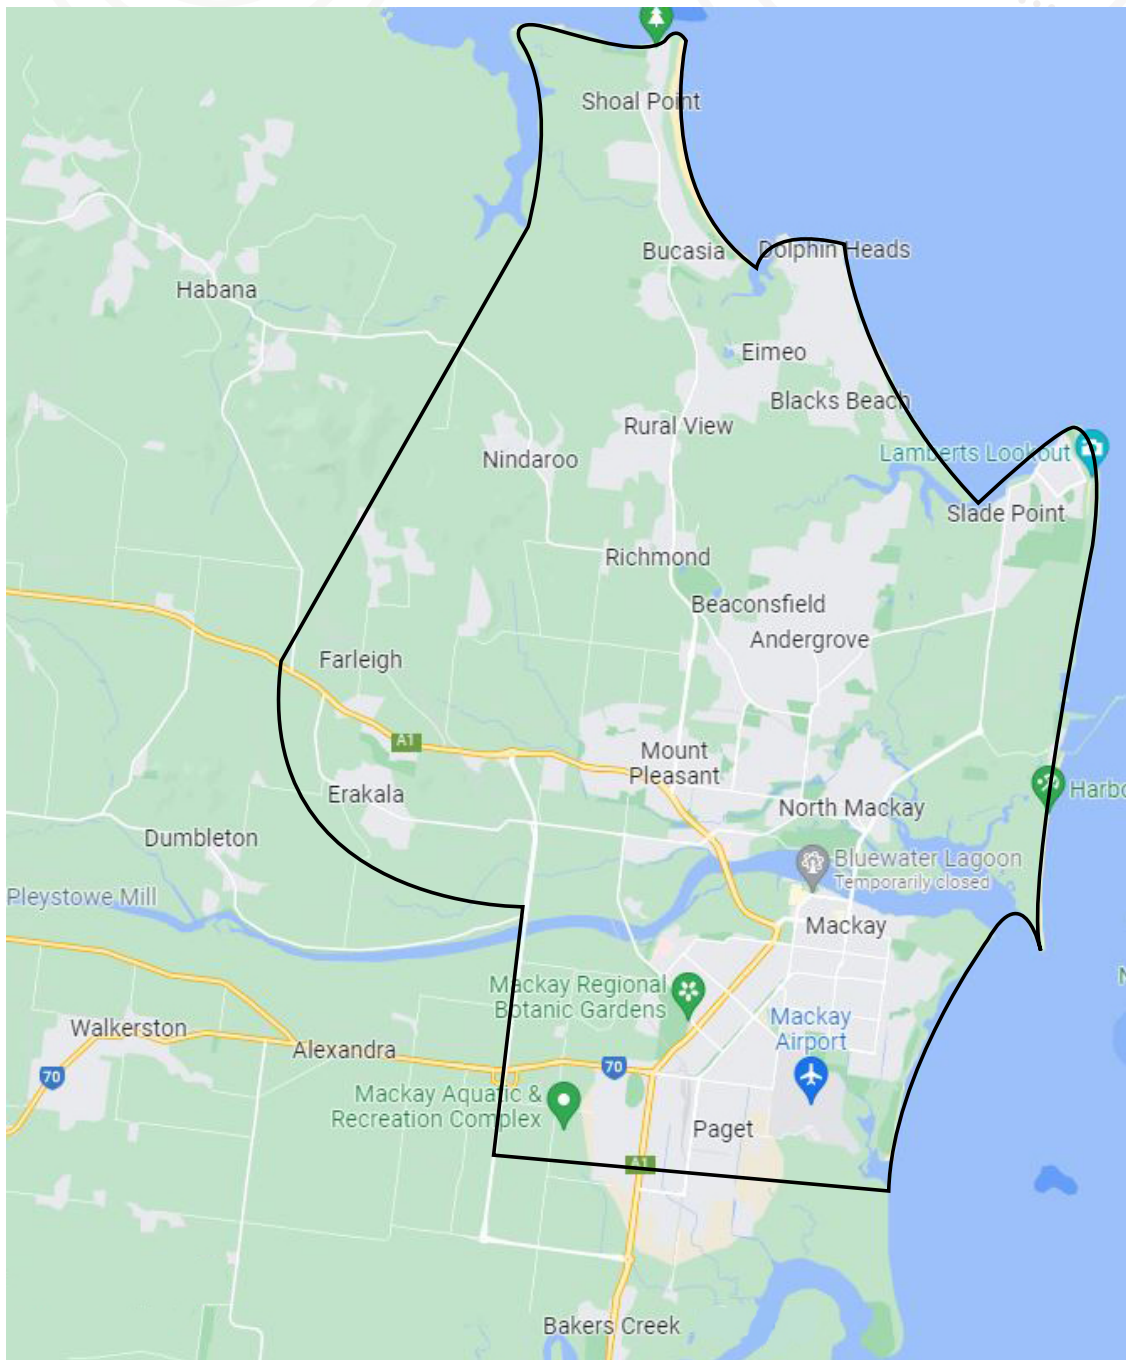 Shoal Point
Bucasia
Dolphin Heads
Habana
Eimeo
Blacks Beach
Rural View
Lamberts Lookout
Nindaroo
Slade Point
Richmond
Beaconsfield
Andergrove
Farleigh
A1
Mount
Pleasant
Harbo
Erakala
North Mackay
Dumbleton
Bluewater Lagoon
Temporarily closed
Pleystowe Mill
Mackay
Mackay Regional
Botanic Gardens
N
Mackay
Airport
Walkerston
Alexandra
70
70
Mackay Aquatic &
Recreation Complex
Paget
A1
Bakers Creek